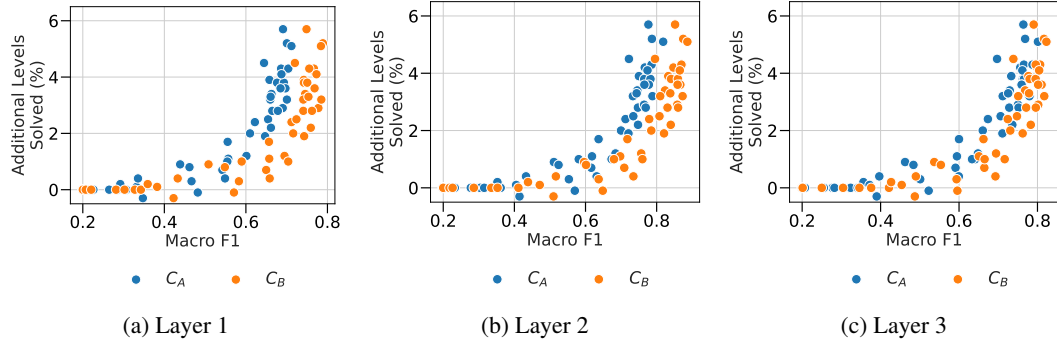 Additional Levels
Solved (%)
6
4
2
0
0.2
0.4
0.6
0.8
Macro F1
C_A
C_B
(a) Layer 1
Additional Levels
Solved (%)
6
4
2
0
0.2
0.4
0.6
0.8
Macro F1
C_A
C_B
(b) Layer 2
Additional Levels
Solved (%)
6
4
2
0
0.2
0.4
0.6
0.8
Macro F1
C_A
C_B
(c) Layer 3